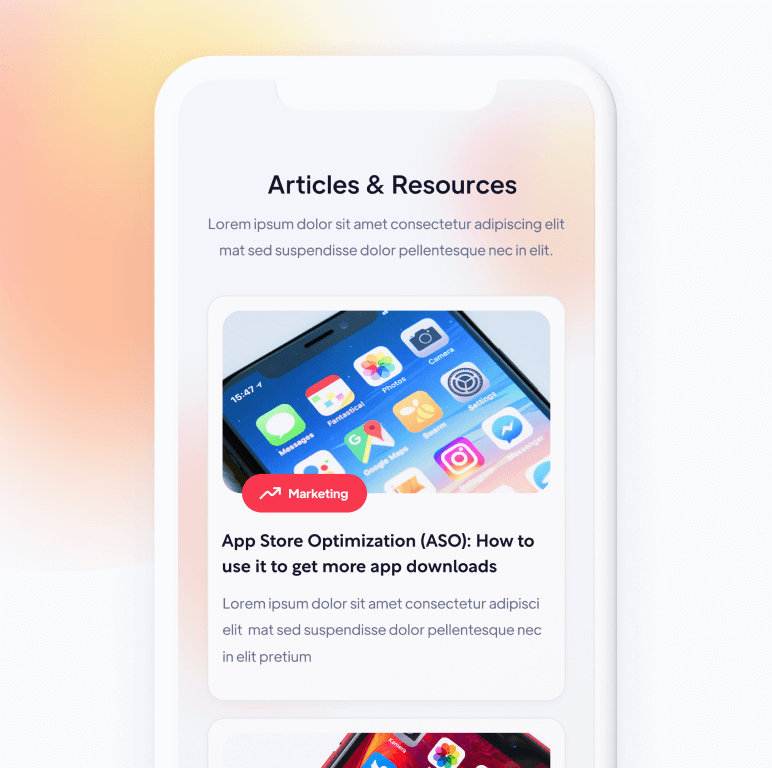 Articles & Resources
Lorem ipsum dolor sit amet consectetur adipiscing elit
mat sed suspendisse dolor pellentesque nec in elit.
15:47
Camera
Photos
Fantastical
Messages
Settings
Swarm
Google Maps
Messenger
Marketing
App Store Optimization (ASO): How to
use it to get more app downloads
Lorem ipsum dolor sit amet consectetur adipisci
elit mat sed suspendisse dolor pellentesque nec
in elit pretium
Kamera